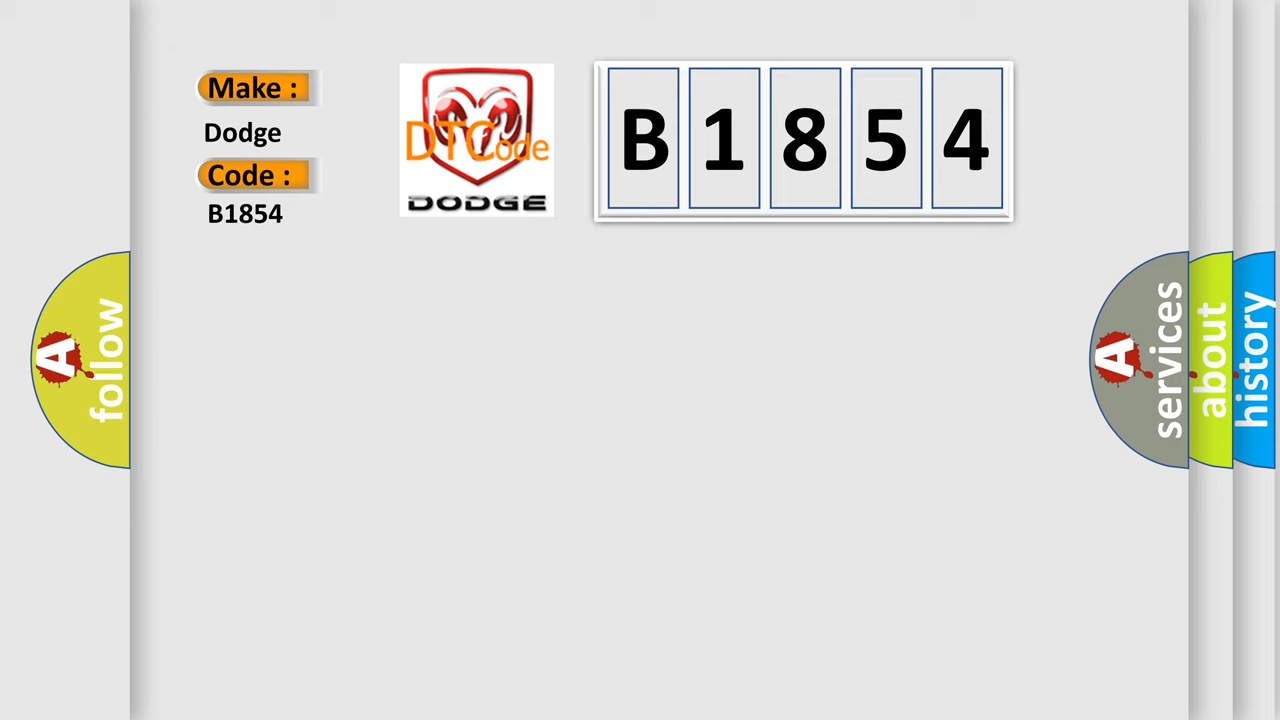 Make :
Dodge
Code :
B1854
DTCode
DODGE
B 1 8 5 4
A follow
A services
about
history